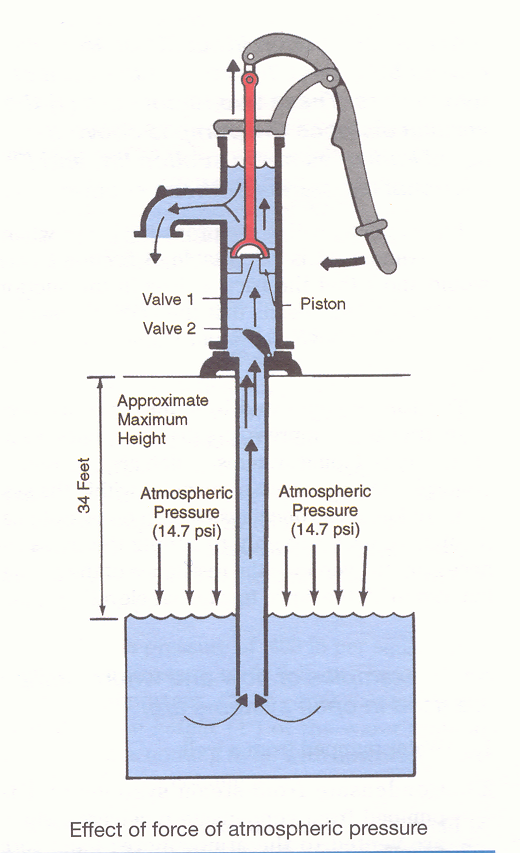 Valve 1
Piston
Valve 2
Approximate
Maximum
Height
34 Feet
Atmospheric
Pressure
(14.7 psi)
Atmospheric
Pressure
(14.7 psi)
Effect of force of atmospheric pressure